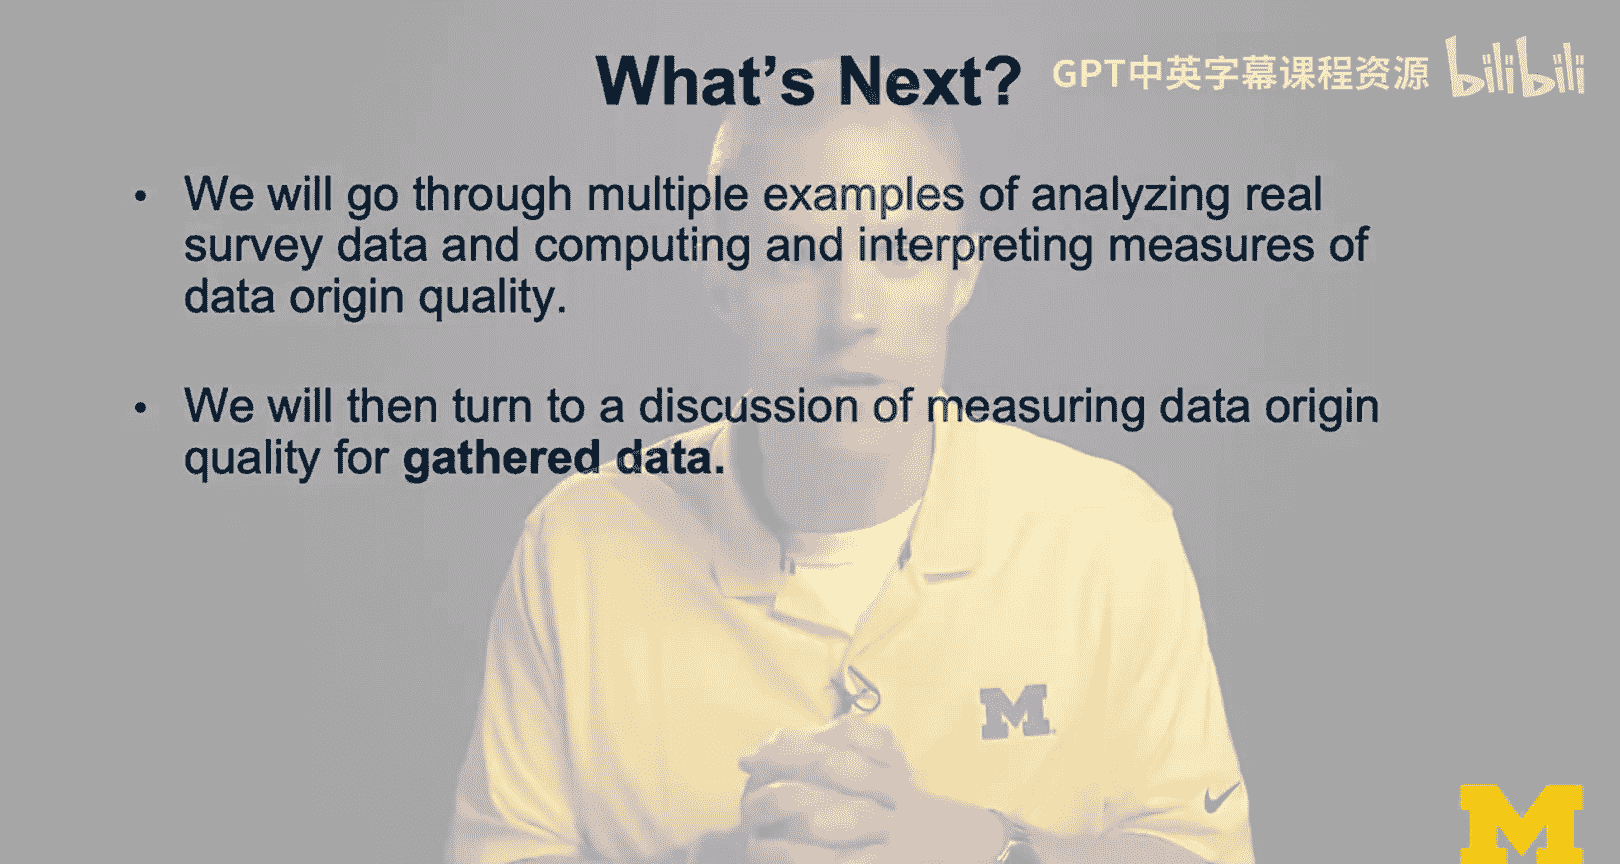 What's Next?
GPT中英字幕课程资源 bilibili
• We will go through multiple examples of analyzing real
survey data and computing and interpreting measures of
data origin quality.
• We will then turn to a discussion of measuring data origin
quality for gathered data.
M
M